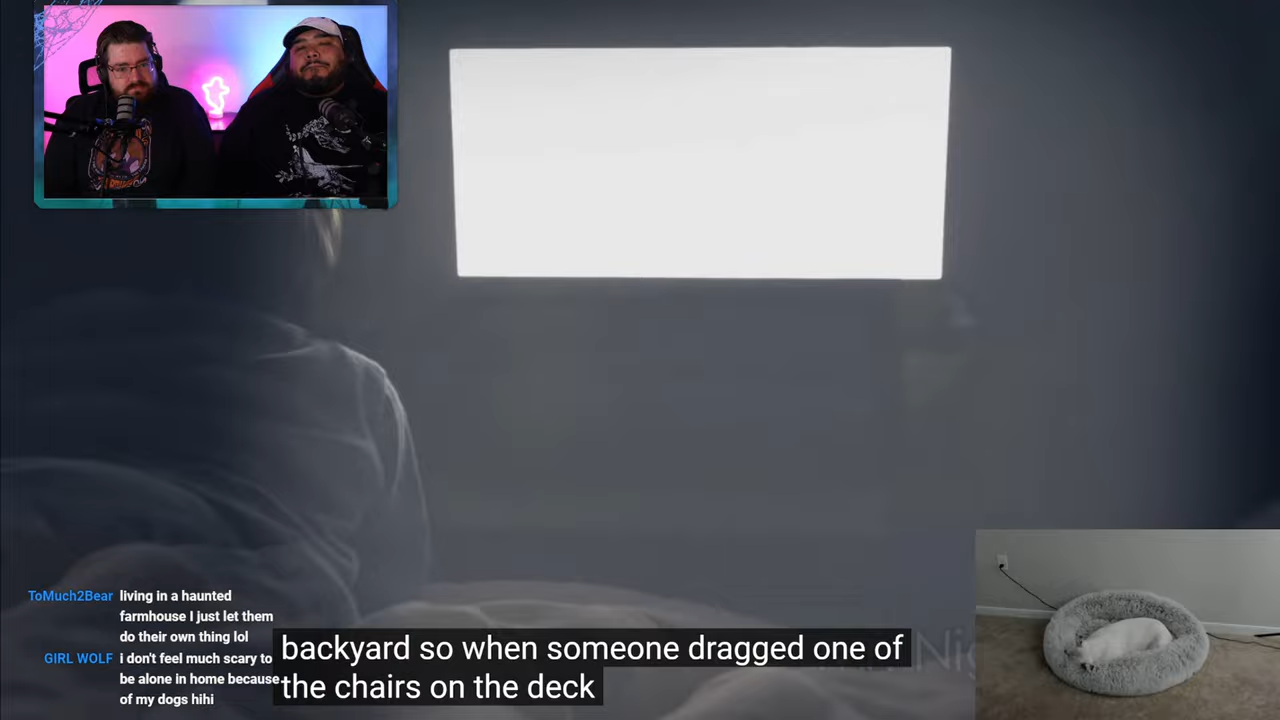 ToMuch2Bear living in a haunted
farmhouse I just let them
do their own thing lol
GIRL WOLF i don't feel much scary to
be alone in home because
of my dogs hihi
backyard so when someone dragged one of
the chairs on the deck